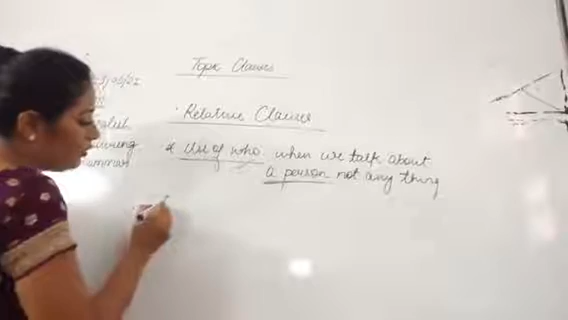 Topic Clauses
Relative Clauses
* Use of who when we talk about
a person not any thing